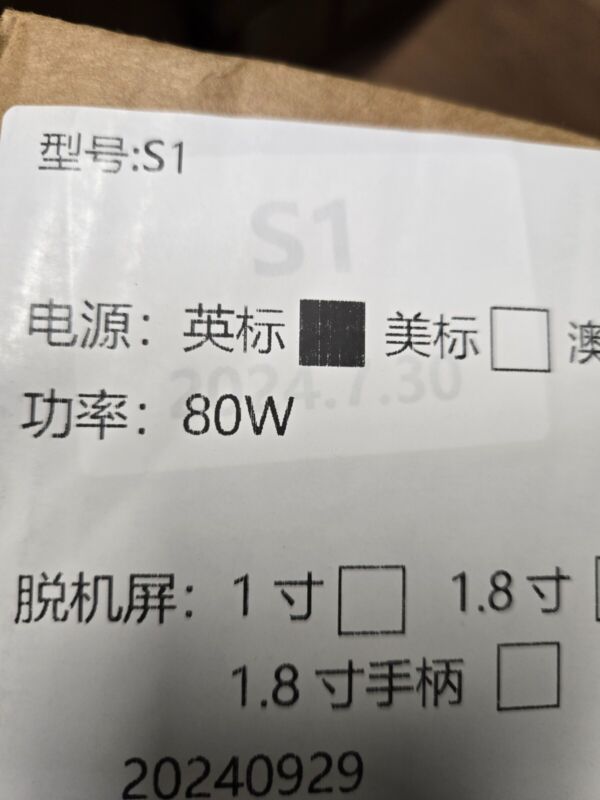 型号:S1
S1
电源：英标 美标 澳
2024.7.30
功率：80W
脱机屏：1寸 1.8寸
1.8寸手柄
20240929